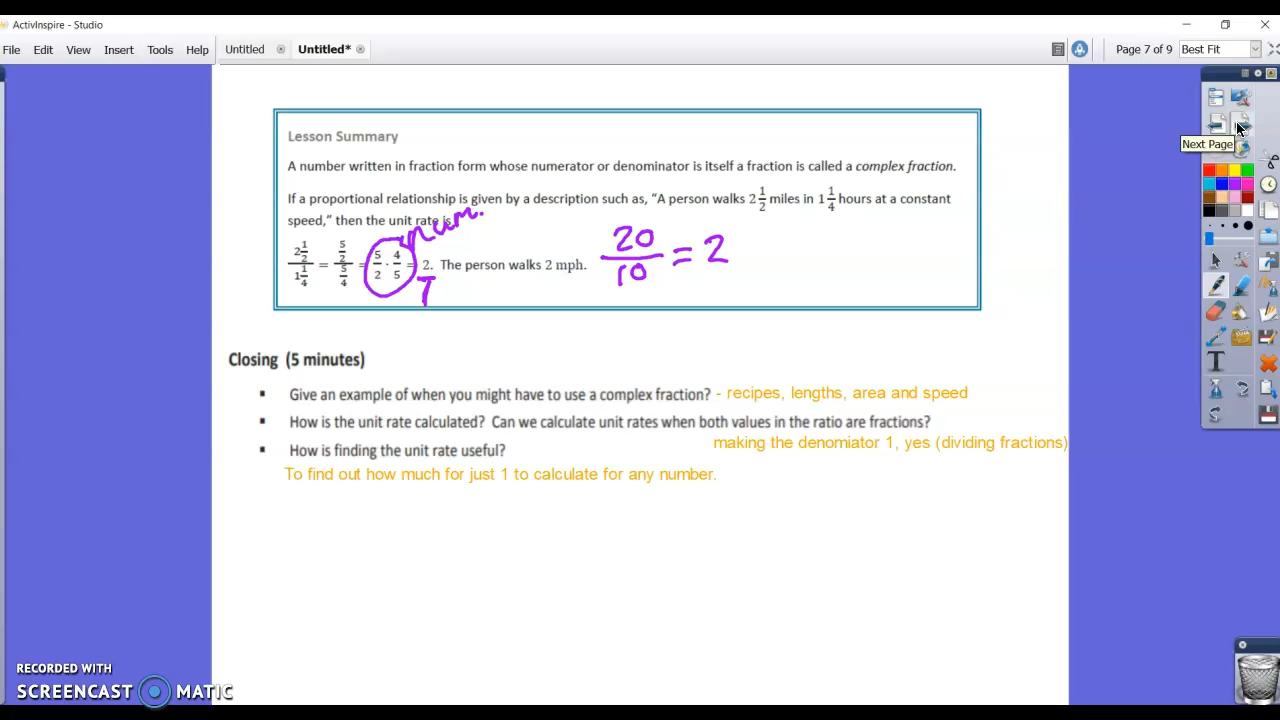 ActivInspire - Studio
File Edit View Insert Tools Help Untitled Untitled* Page 7 of 9 Best Fit
Next Page
Lesson Summary
A number written in fraction form whose numerator or denominator is itself a fraction is called a complex fraction.
If a proportional relationship is given by a description such as, “A person walks 2 1/2 miles in 1 1/4 hours at a constant
speed,” then the unit rate is
num.
(2 1/2)/(1 1/4) = (5/2)/(5/4) = 5/2 · 4/5 = 2. The person walks 2 mph.
20/10 = 2
Closing (5 minutes)
▪ Give an example of when you might have to use a complex fraction? - recipes, lengths, area and speed
▪ How is the unit rate calculated? Can we calculate unit rates when both values in the ratio are fractions?
making the denomiator 1, yes (dividing fractions)
▪ How is finding the unit rate useful?
To find out how much for just 1 to calculate for any number.
RECORDED WITH
SCREENCAST MATIC